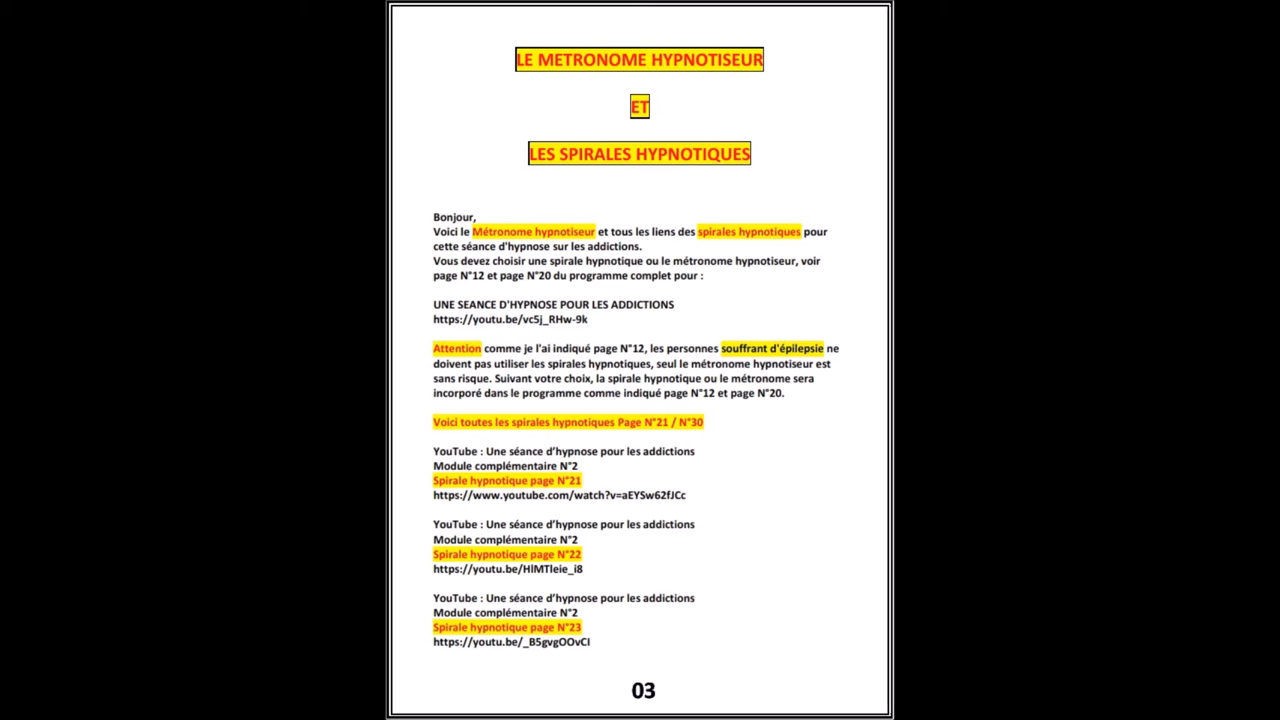 LE METRONOME HYPNOTISEUR
ET
LES SPIRALES HYPNOTIQUES
Bonjour,
Voici le Métronome hypnotiseur et tous les liens des spirales hypnotiques pour
cette séance d'hypnose sur les addictions.
Vous devez choisir une spirale hypnotique ou le métronome hypnotiseur, voir
page N°12 et page N°20 du programme complet pour :
UNE SEANCE D'HYPNOSE POUR LES ADDICTIONS
https://youtu.be/vc5j_RHw-9k
Attention comme je l'ai indiqué page N°12, les personnes souffrant d'épilepsie ne
doivent pas utiliser les spirales hypnotiques, seul le métronome hypnotiseur est
sans risque. Suivant votre choix, la spirale hypnotique ou le métronome sera
incorporé dans le programme comme indiqué page N°12 et page N°20.
Voici toutes les spirales hypnotiques Page N°21 / N°30
YouTube : Une séance d’hypnose pour les addictions
Module complémentaire N°2
Spirale hypnotique page N°21
https://www.youtube.com/watch?v=aEYSw62fJCc
YouTube : Une séance d’hypnose pour les addictions
Module complémentaire N°2
Spirale hypnotique page N°22
https://youtu.be/HlMTleie_i8
YouTube : Une séance d’hypnose pour les addictions
Module complémentaire N°2
Spirale hypnotique page N°23
https://youtu.be/_B5gvgOOvCI
03